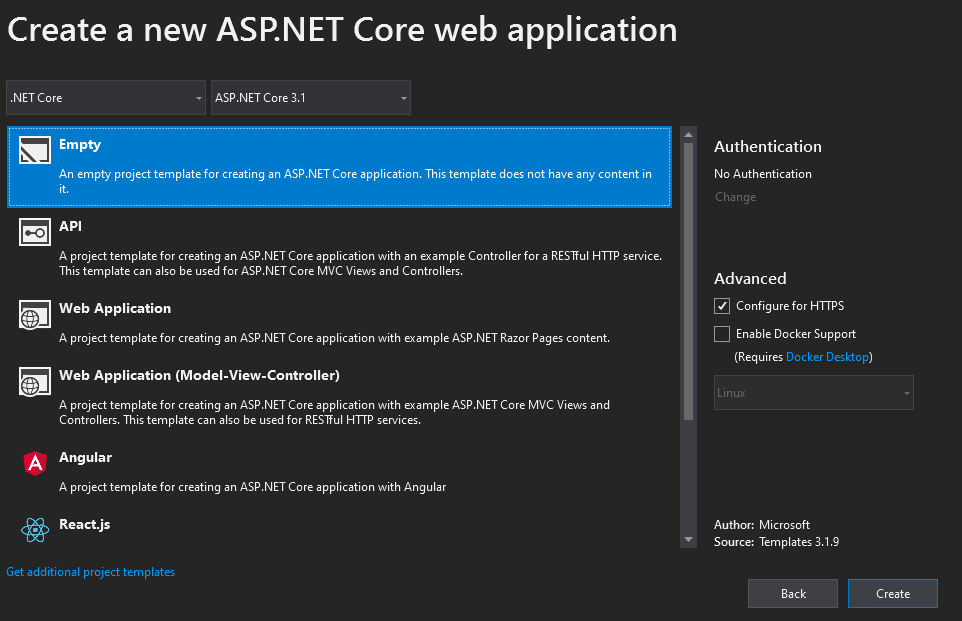 Create a new ASP.NET Core web application
.NET Core
ASP.NET Core 3.1
Empty
An empty project template for creating an ASP.NET Core application. This template does not have any content in
it.
API
A project template for creating an ASP.NET Core application with an example Controller for a RESTful HTTP service.
This template can also be used for ASP.NET Core MVC Views and Controllers.
Web Application
A project template for creating an ASP.NET Core application with example ASP.NET Razor Pages content.
Web Application (Model-View-Controller)
A project template for creating an ASP.NET Core application with example ASP.NET Core MVC Views and
Controllers. This template can also be used for RESTful HTTP services.
Angular
A project template for creating an ASP.NET Core application with Angular
React.js
Get additional project templates
Authentication
No Authentication
Change
Advanced
Configure for HTTPS
Enable Docker Support
(Requires Docker Desktop)
Linux
Author: Microsoft
Source: Templates 3.1.9
Back
Create